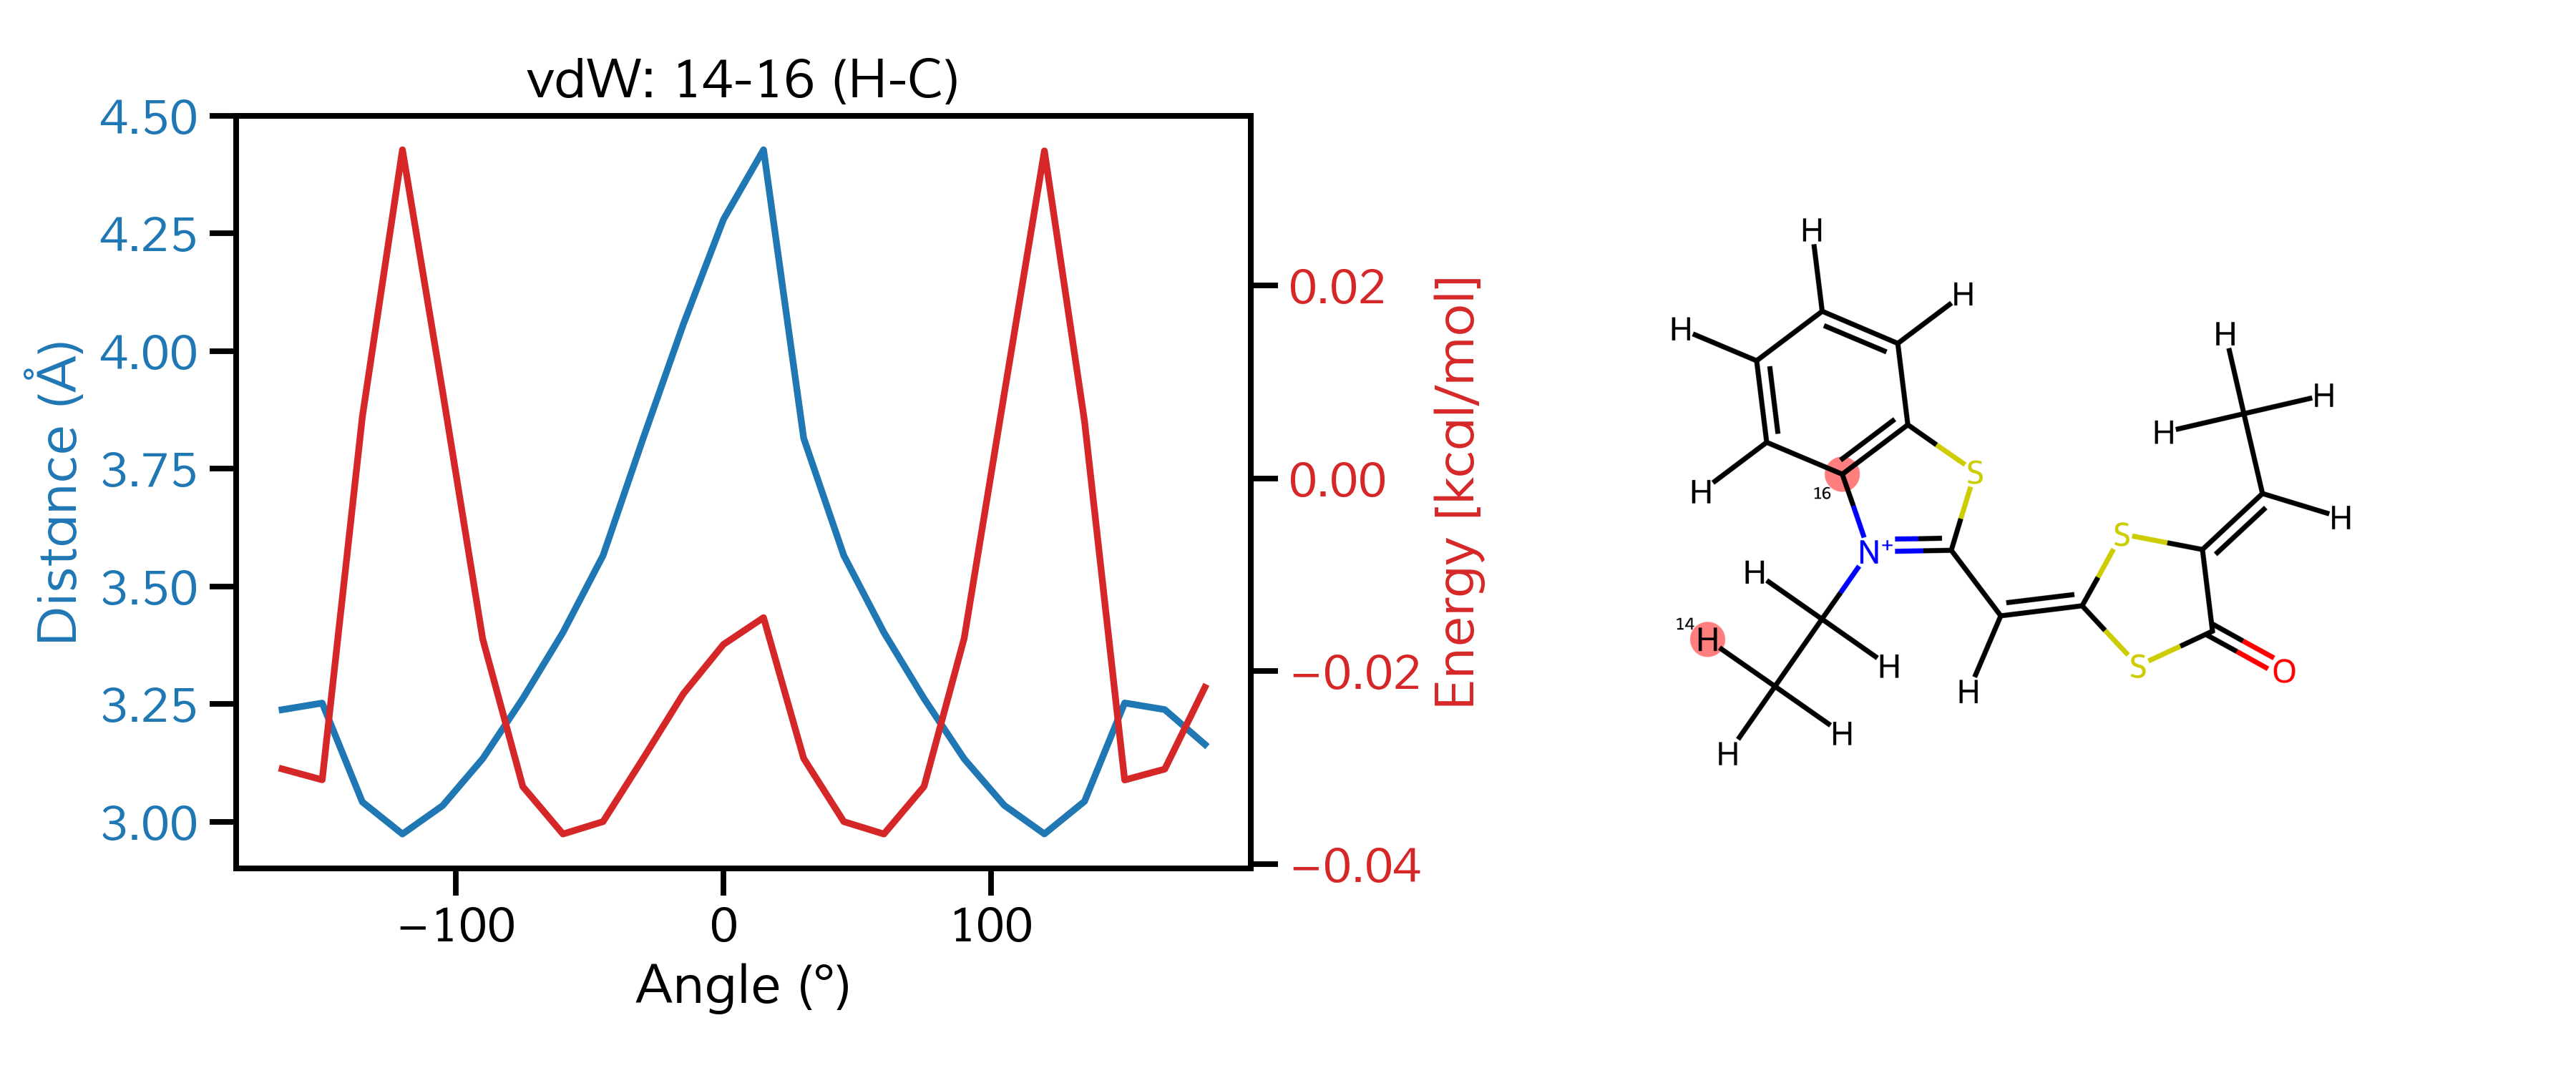 vdW: 14-16 (H-C)
4.50
4.25
4.00
3.75
3.50
3.25
3.00
Distance (Å)
−100
0
100
Angle (°)
0.02
0.00
−0.02
−0.04
Energy [kcal/mol]
H
H
H
H
H
H
H
S
16
H
H
S
N+
H
14
H
H
S
O
H
H
H